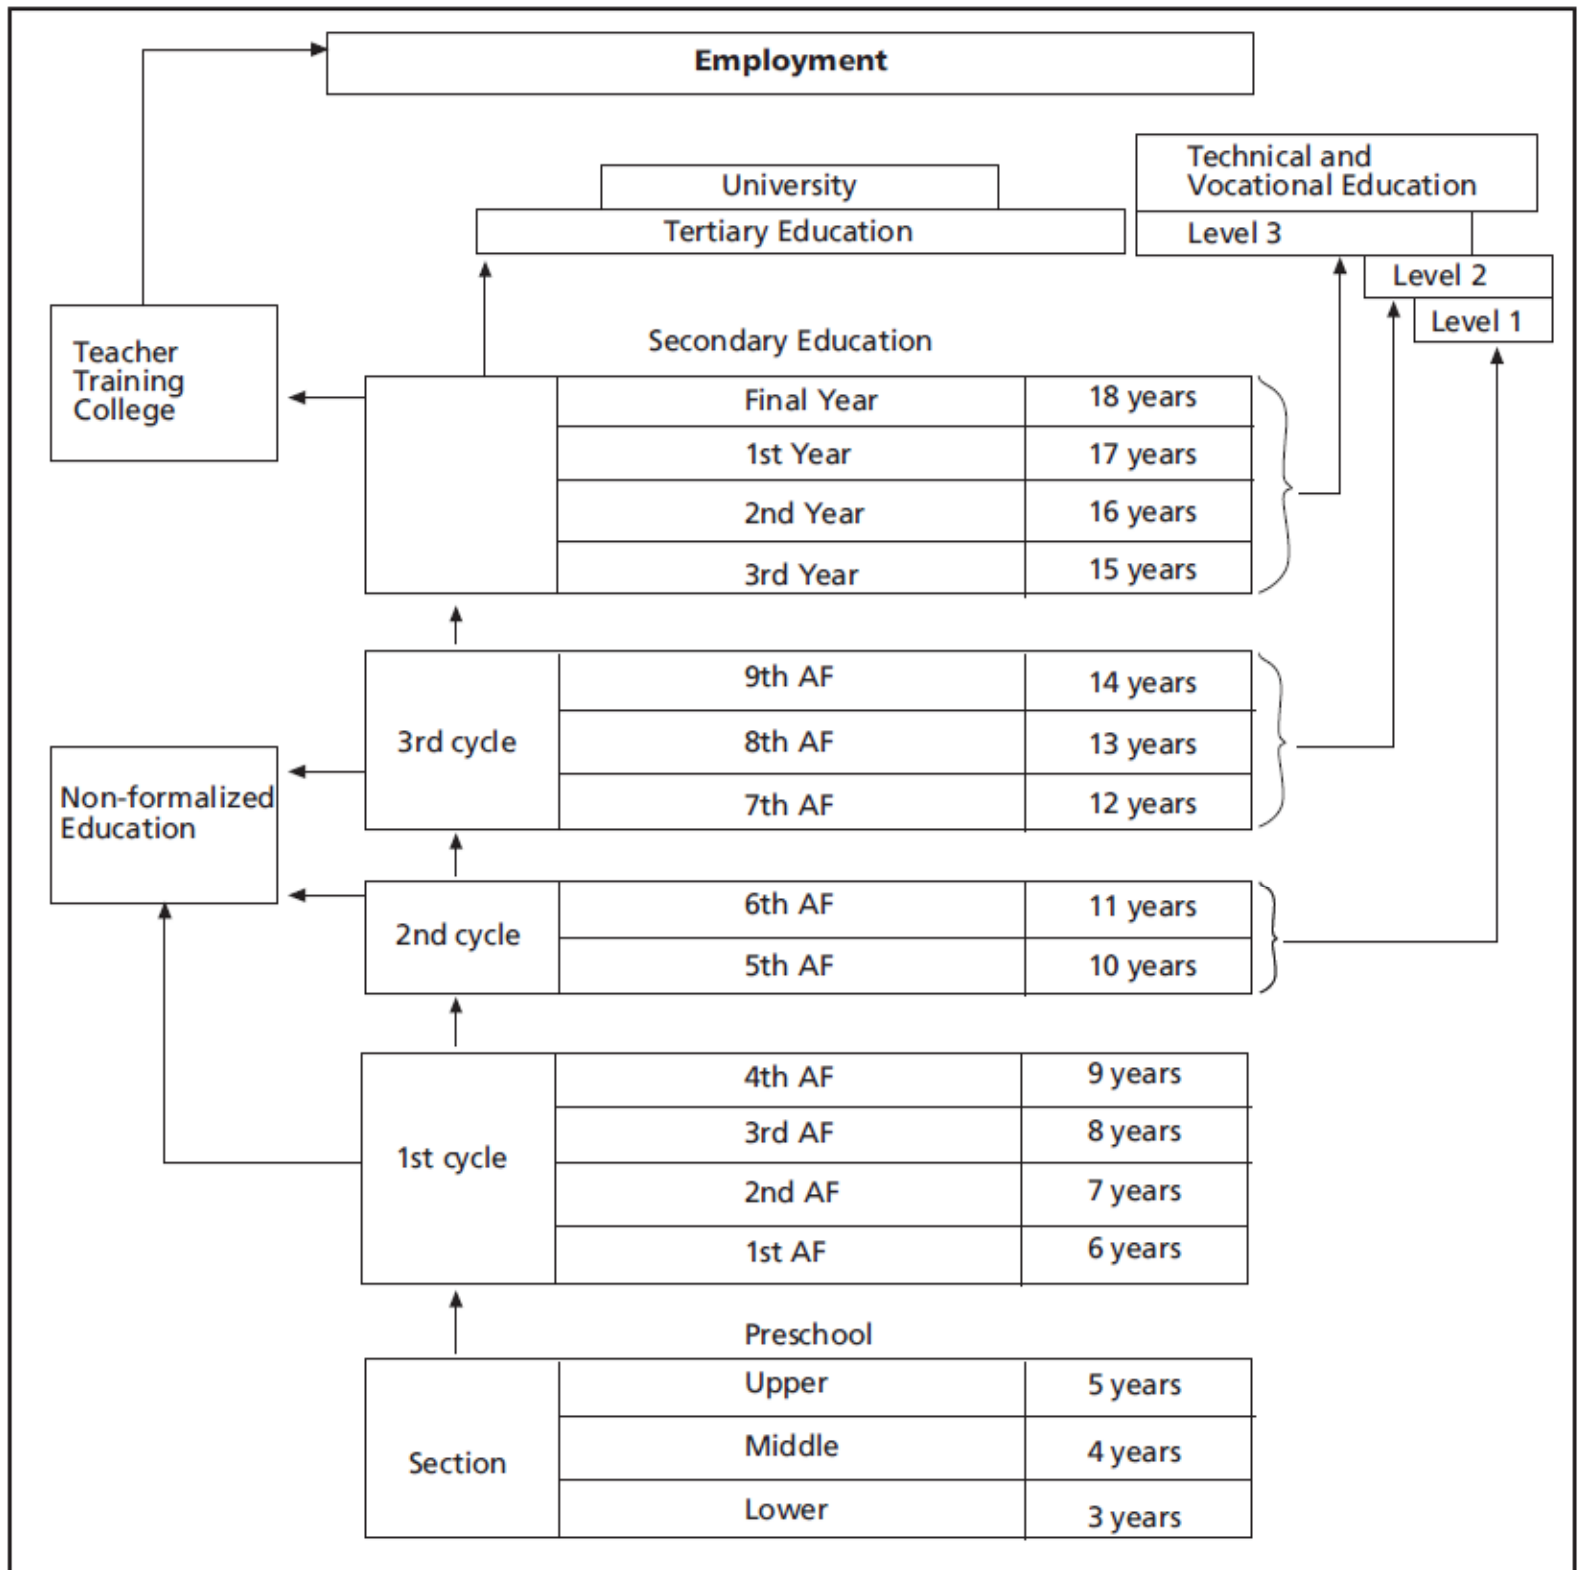 Employment
Technical and
Vocational Education
University
Tertiary Education
Level 3
Level 2
Level 1
Teacher
Training
College
Secondary Education
Final Year 18 years
1st Year 17 years
2nd Year 16 years
3rd Year 15 years
3rd cycle
9th AF 14 years
8th AF 13 years
7th AF 12 years
Non-formalized
Education
2nd cycle
6th AF 11 years
5th AF 10 years
1st cycle
4th AF 9 years
3rd AF 8 years
2nd AF 7 years
1st AF 6 years
Preschool
Section
Upper 5 years
Middle 4 years
Lower 3 years